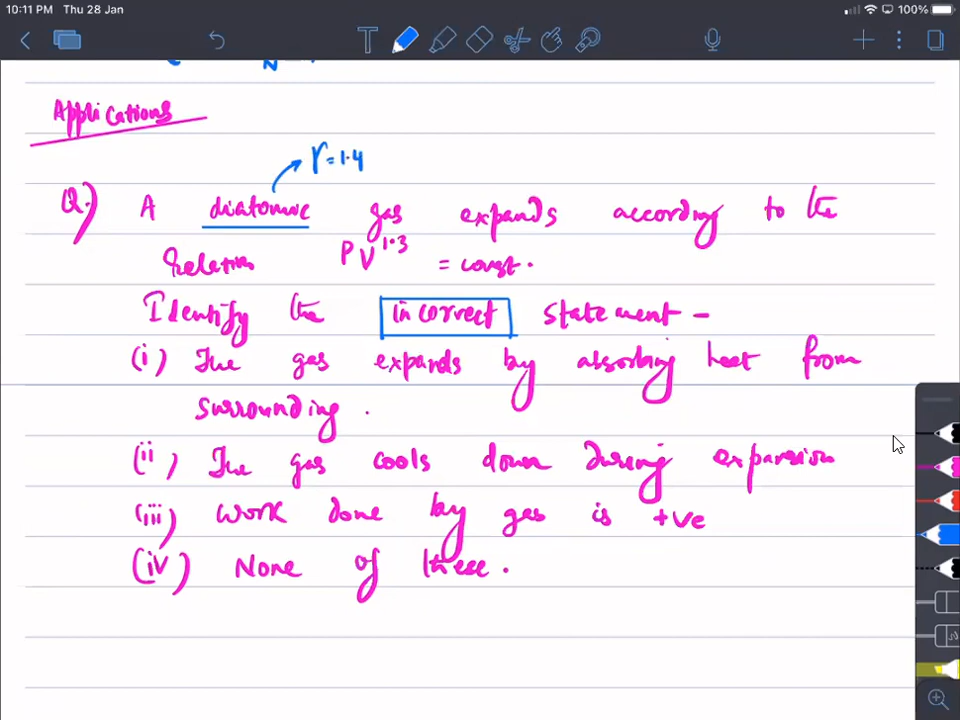 10:11 PM Thu 28 Jan 100%
Applications
γ=1.4
Q.) A diatomic gas expands according to the
relation PV^1.3 = const.
Identify the incorrect statement -
(i) The gas expands by absorbing heat from
surrounding.
(ii) The gas cools down during expansion
(iii) Work done by gas is +ve
(iv) None of these.